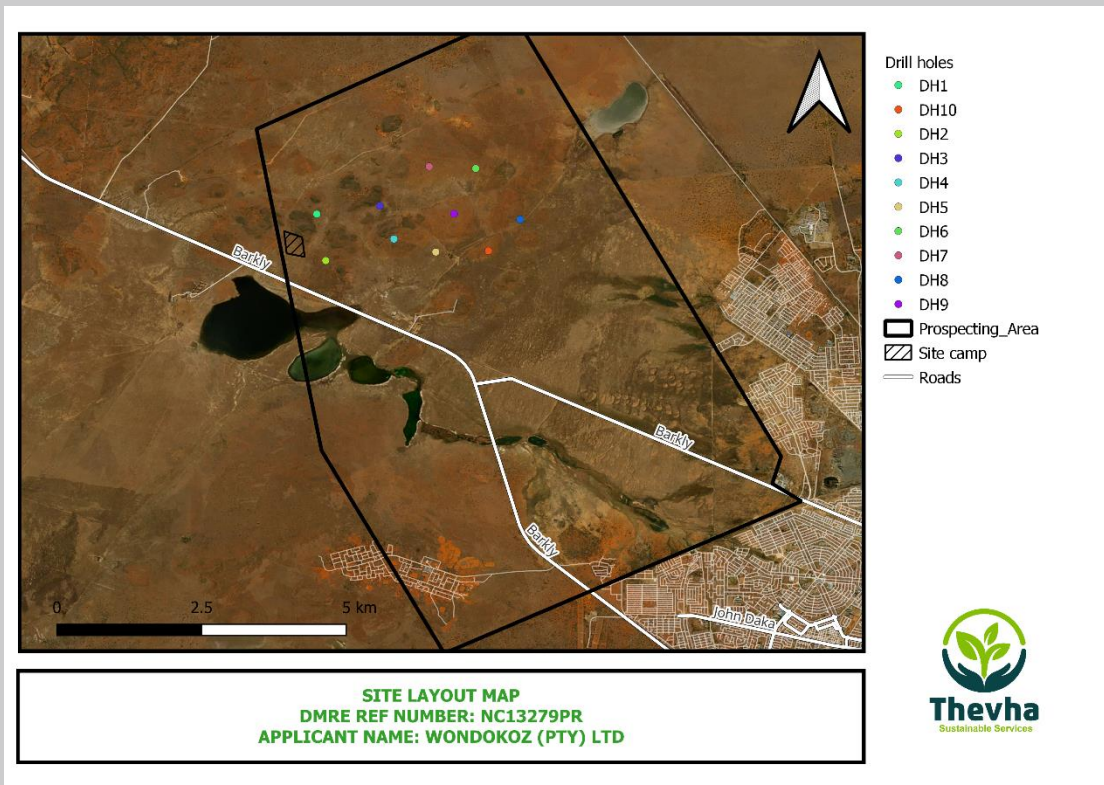 Drill holes
DH1
DH10
DH2
DH3
DH4
DH5
DH6
DH7
DH8
DH9
Prospecting_Area
Site camp
Roads
Barkly
Barkly
Barkly
John Daka
0 2.5 5 km
SITE LAYOUT MAP
DMRE REF NUMBER: NC13279PR
APPLICANT NAME: WONDOKOZ (PTY) LTD
Thevha
Sustainable Services